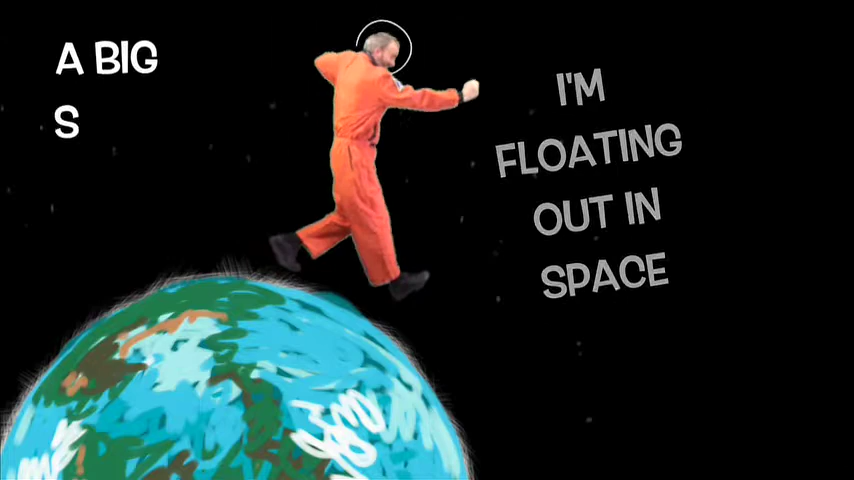 A BIG
S
I'M
FLOATING
OUT IN
SPACE